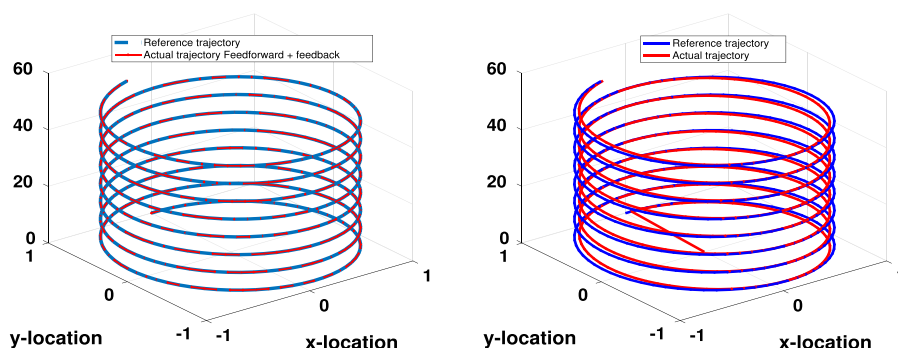 Reference trajectory
Actual trajectory Feedforward + feedback
60
40
20
0
1
0
-1
-1
0
1
y-location
x-location
Reference trajectory
Actual trajectory
60
40
20
0
1
0
-1
-1
0
y-location
x-location